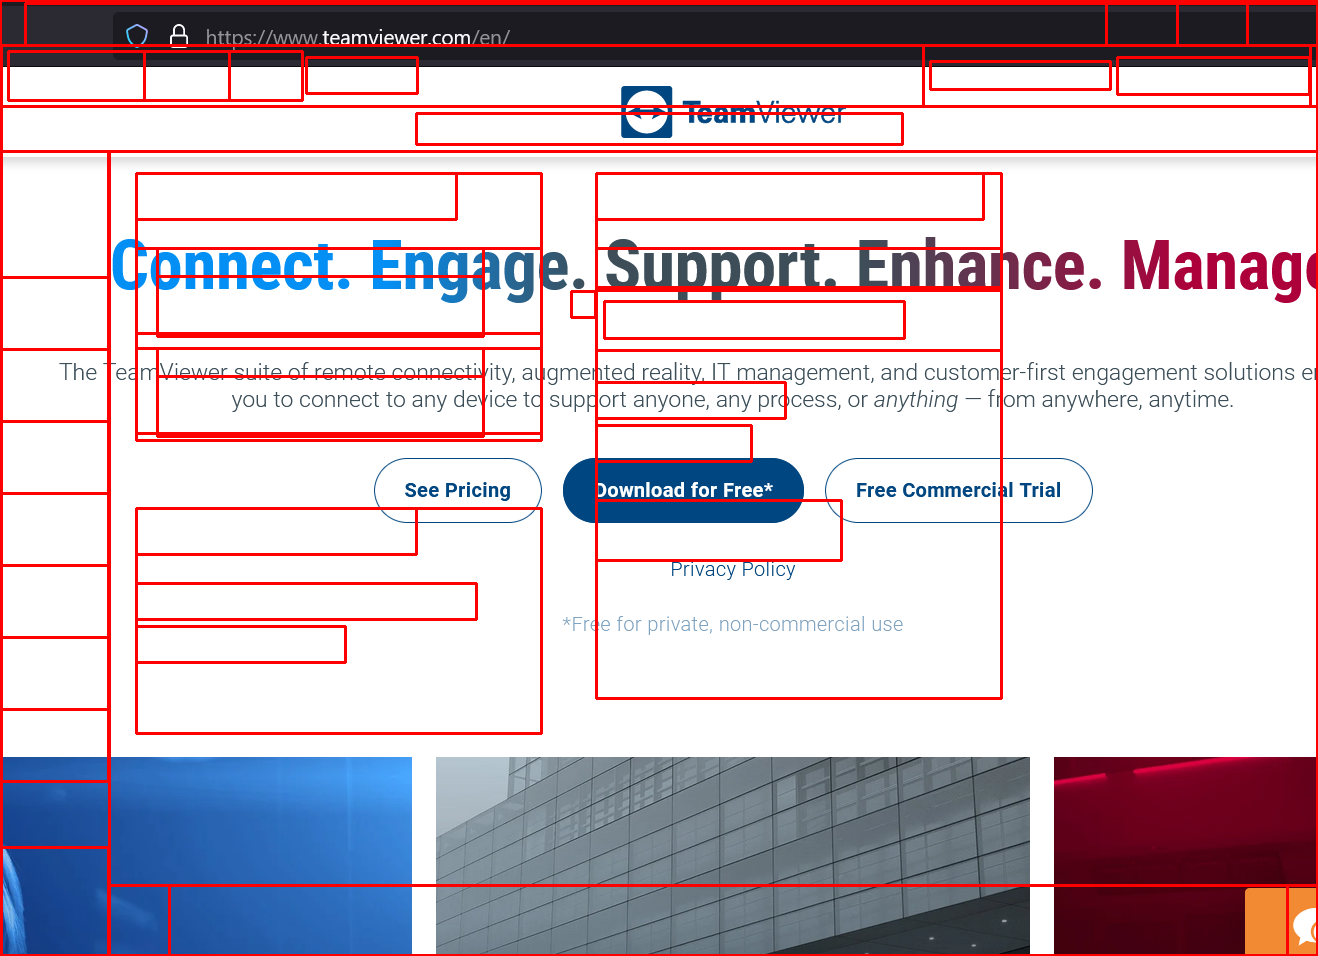 https://www.teamviewer.com/en/
TeamViewer
Connect. Engage. Support. Enhance. Manage
The TeamViewer suite of remote connectivity, augmented reality, IT management, and customer-first engagement solutions
you to connect to any device to support anyone, any process, or anything — from anywhere, anytime.
See Pricing Download for Free* Free Commercial Trial
Privacy Policy
*Free for private, non-commercial use